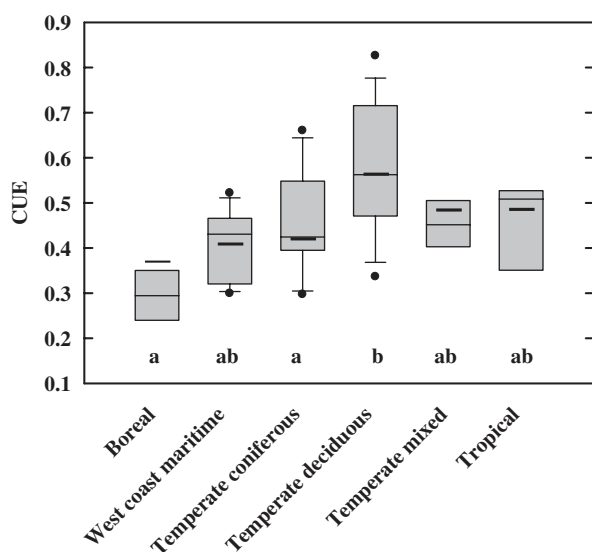 0.9
0.8
0.7
0.6
0.5
0.4
0.3
0.2
0.1
CUE
a ab a b ab ab
Boreal
West coast maritime
Temperate coniferous
Temperate deciduous
Temperate mixed
Tropical